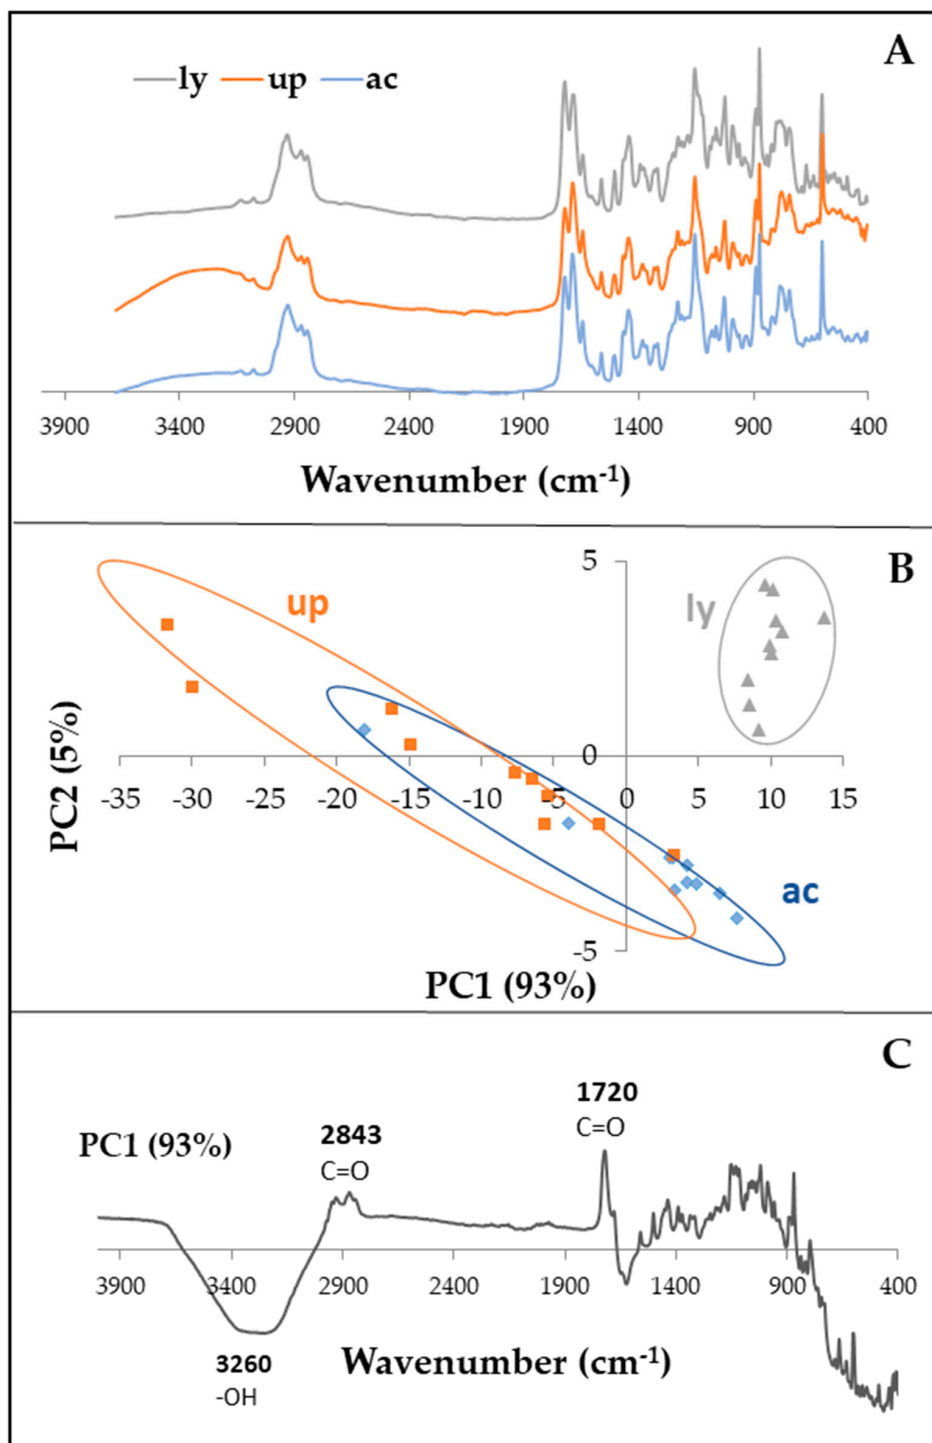 A
ly up ac
3900 3400 2900 2400 1900 1400 900 400
Wavenumber (cm-1)
B
5
up
ly
0
-35 -30 -25 -20 -15 -10 -5 0 5 10 15
PC2 (5%)
ac
-5
PC1 (93%)
C
1720
C=O
2843
C=O
PC1 (93%)
3900 3400 2900 2400 1900 1400 900 400
3260
-OH
Wavenumber (cm-1)